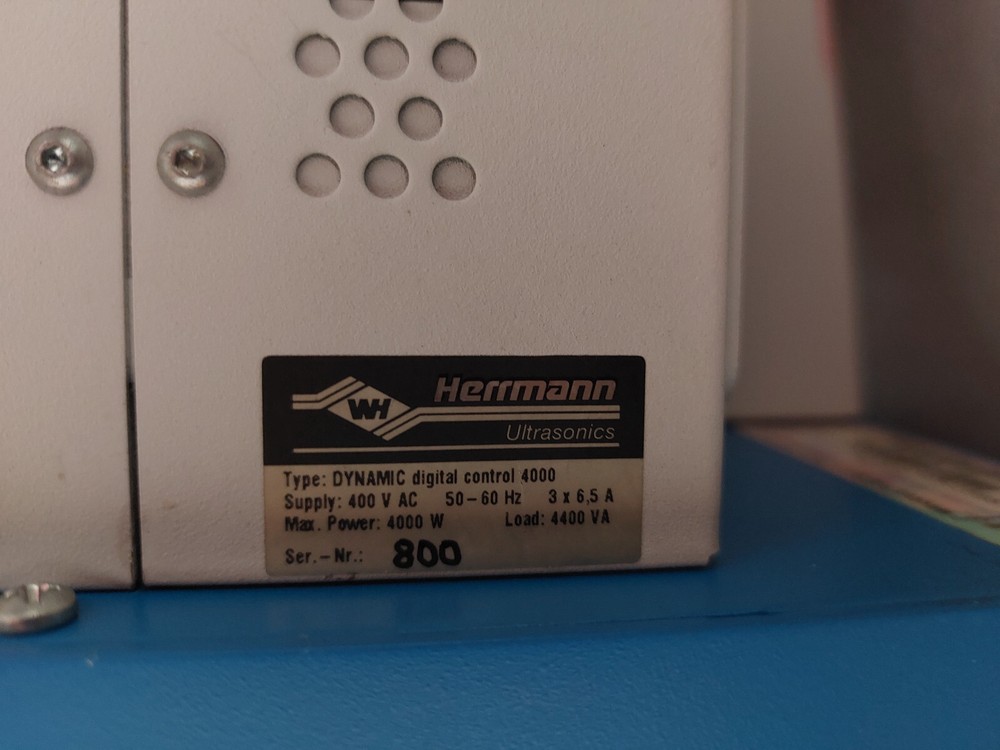 WH
Herrmann
Ultrasonics
Type: DYNAMIC digital control 4000
Supply: 400 V AC 50-60 Hz 3 x 6,5 A
Max. Power: 4000 W Load: 4400 VA
Ser.-Nr.: 800